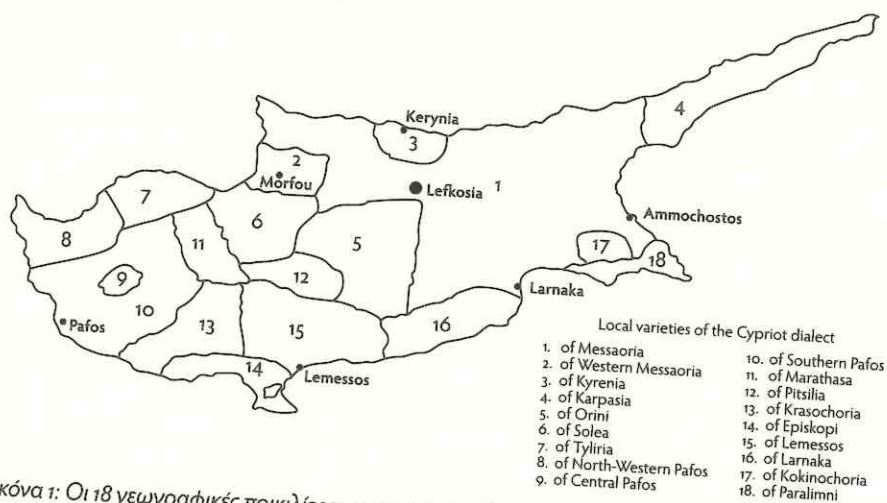 4
Kerynia
3
2
Morfou
Lefkosia
1
7
6
Ammochostos
8
11
5
17
18
9
12
Larnaka
10
Pafos
13
15
16
14
Lemessos
Local varieties of the Cypriot dialect
1. of Messaoria
2. of Western Messaoria
3. of Kyrenia
4. of Karpasia
5. of Orini
6. of Solea
7. of Tyliria
8. of North-Western Pafos
9. of Central Pafos
10. of Southern Pafos
11. of Marathasa
12. of Pitsilia
13. of Krasochoria
14. of Episkopi
15. of Lemessos
16. of Larnaka
17. of Kokinochoria
18. of Paralimni
1: Οι 18 γεωγραφικές